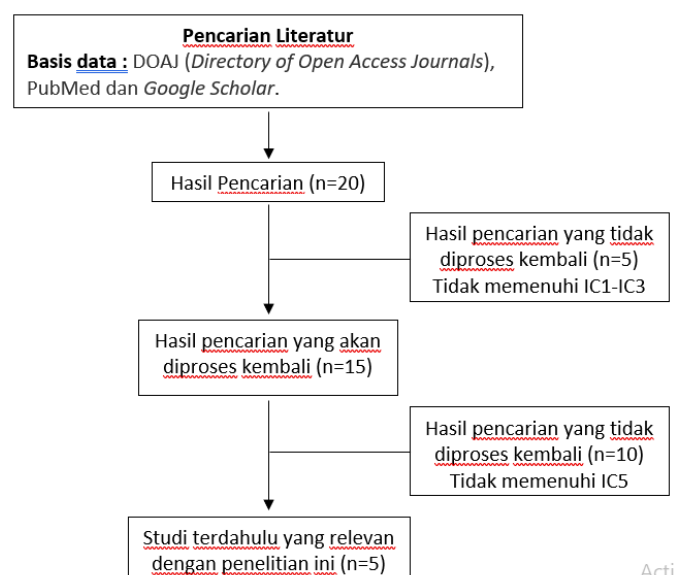 Pencarian Literatur
Basis data : DOAJ (Directory of Open Access Journals),
PubMed dan Google Scholar.
Hasil Pencarian (n=20)
Hasil pencarian yang tidak
diproses kembali (n=5)
Tidak memenuhi IC1-IC3
Hasil pencarian yang akan
diproses kembali (n=15)
Hasil pencarian yang tidak
diproses kembali (n=10)
Tidak memenuhi IC5
Studi terdahulu yang relevan
dengan penelitian ini (n=5)
Acti